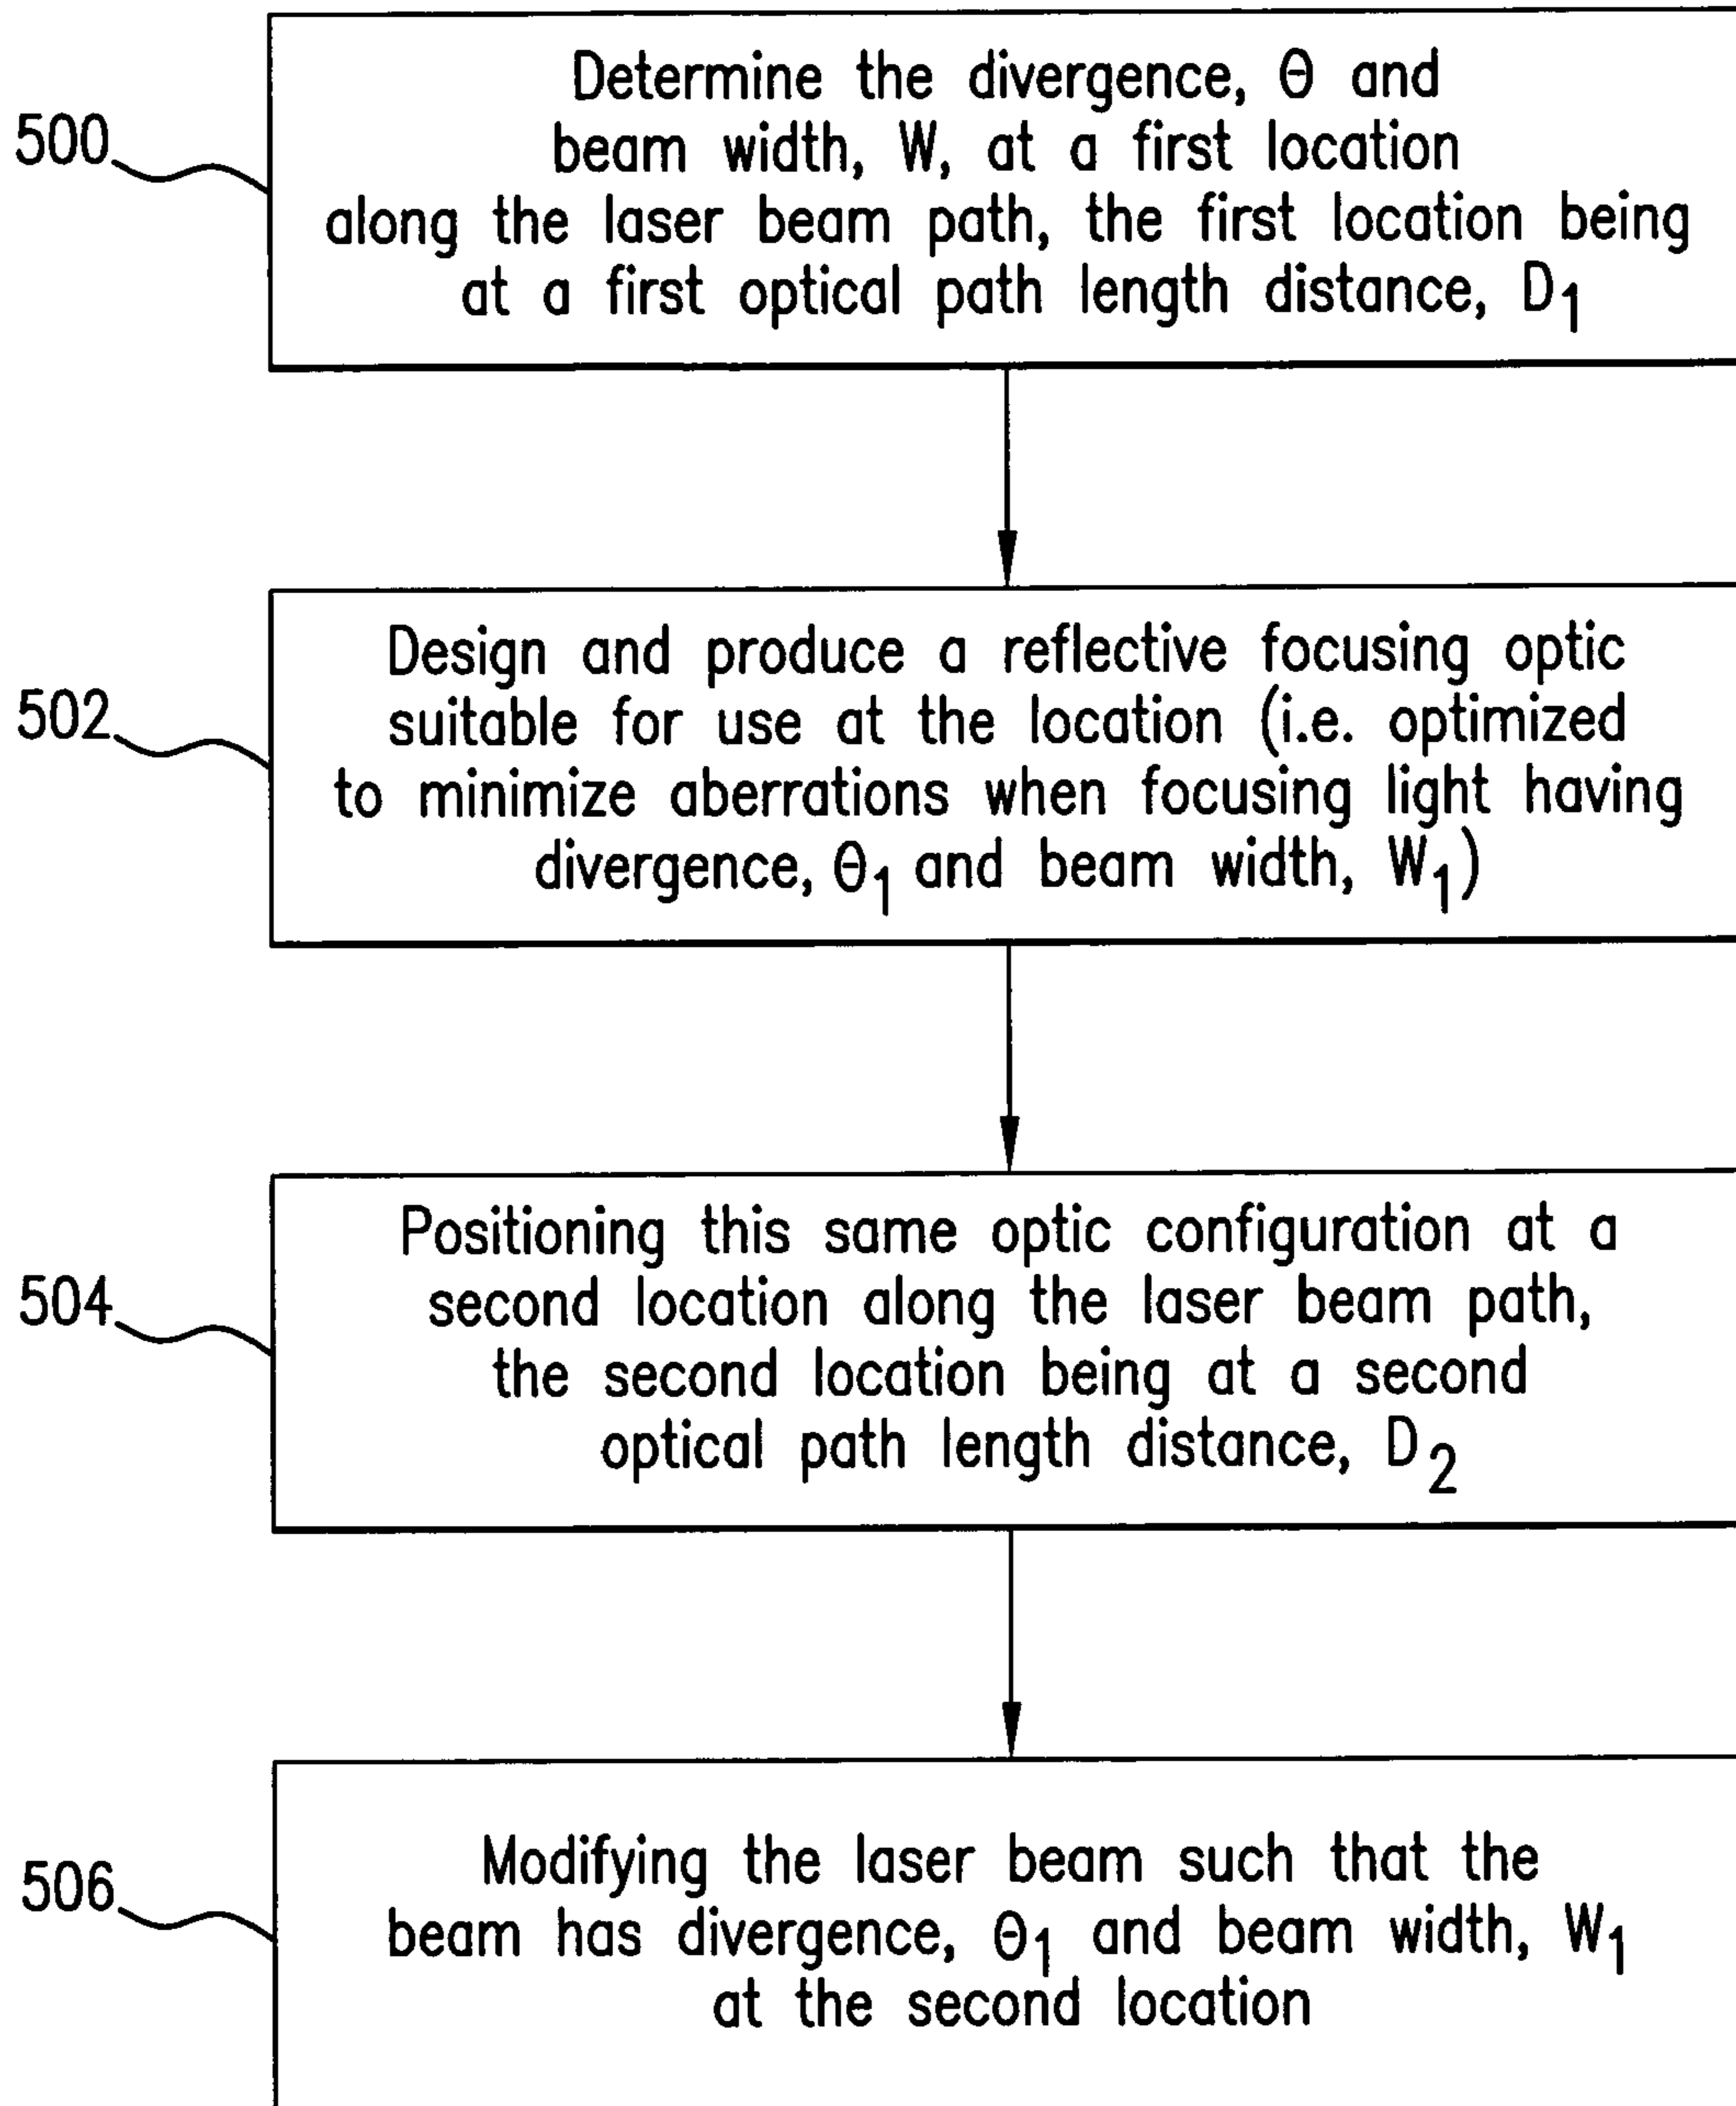 500
Determine the divergence, Θ and
beam width, W, at a first location
along the laser beam path, the first location being
at a first optical path length distance, D₁
502
Design and produce a reflective focusing optic
suitable for use at the location (i.e. optimized
to minimize aberrations when focusing light having
divergence, Θ₁ and beam width, W₁)
504
Positioning this same optic configuration at a
second location along the laser beam path,
the second location being at a second
optical path length distance, D₂
506
Modifying the laser beam such that the
beam has divergence, Θ₁ and beam width, W₁
at the second location